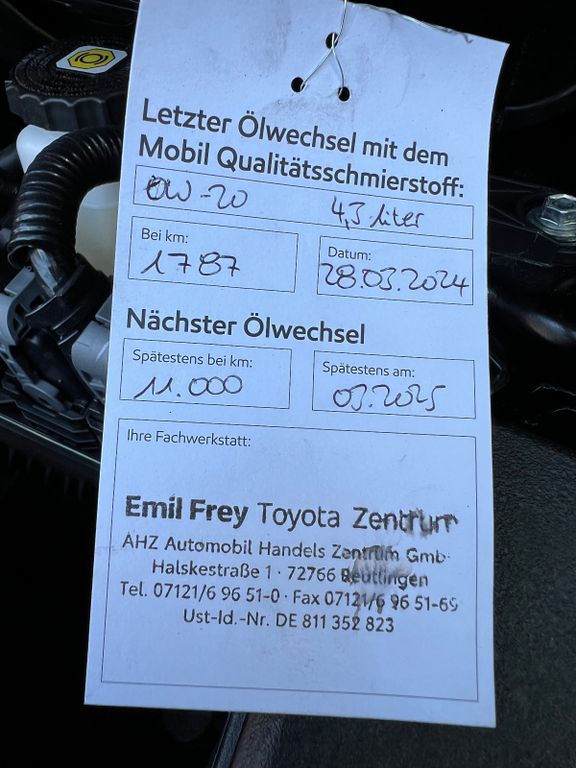 Letzter Ölwechsel mit dem
Mobil Qualitätsschmierstoff:
0W-20 4,3 liter
Bei km:
1787
Datum:
28.03.2024
Nächster Ölwechsel
Spätestens bei km:
11.000
Spätestens am:
03.2025
Ihre Fachwerkstatt:
Emil Frey Toyota Zentrum
AHZ Automobil Handels Zentrum GmbH
Halskestraße 1 · 72766 Reutlingen
Tel. 07121/6 96 51-0 · Fax 07121/6 96 51-69
Ust-Id.-Nr. DE 811 352 823